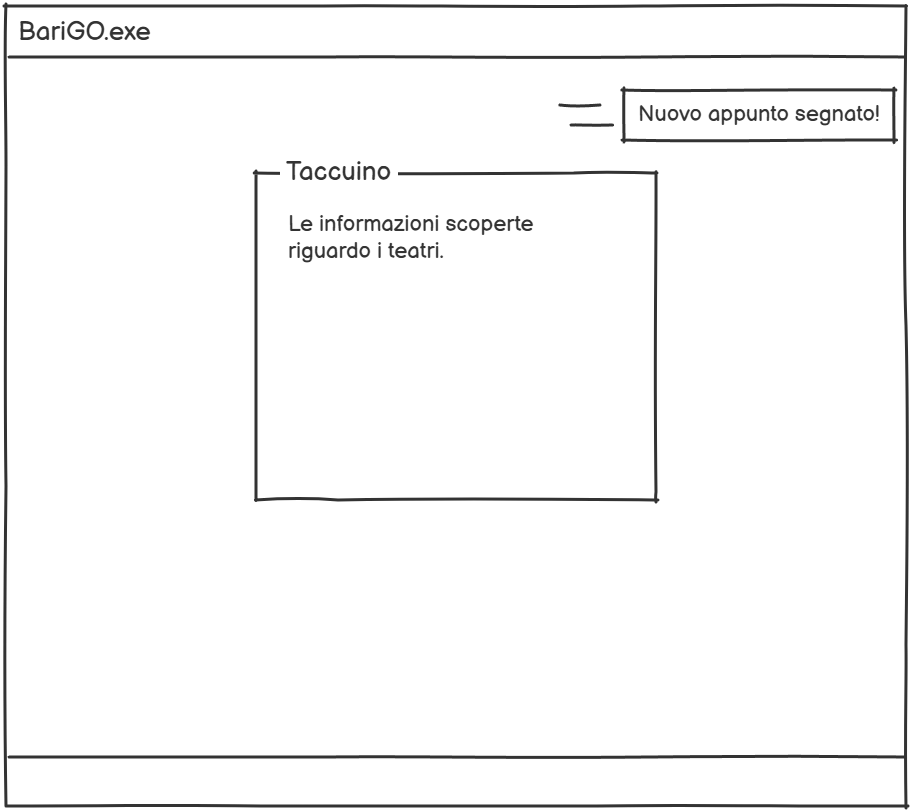 BariGO.exe
Nuovo appunto segnato!
Taccuino
Le informazioni scoperte
riguardo i teatri.